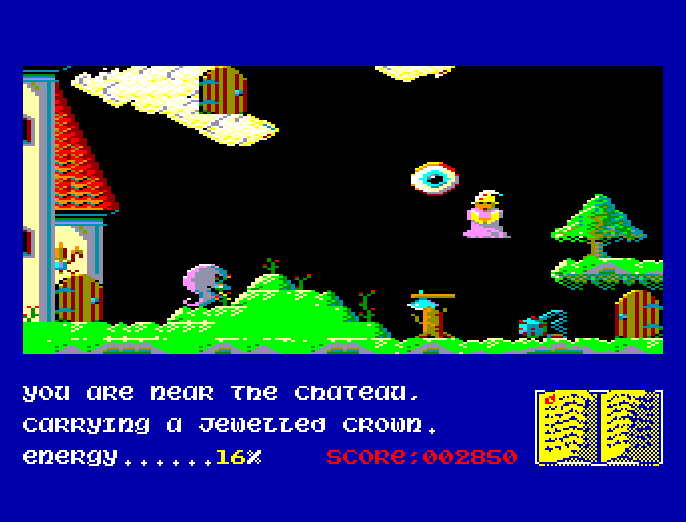 you are near the chateau.
carrying a jewelled crown.
energy......16%
SCORE:002850